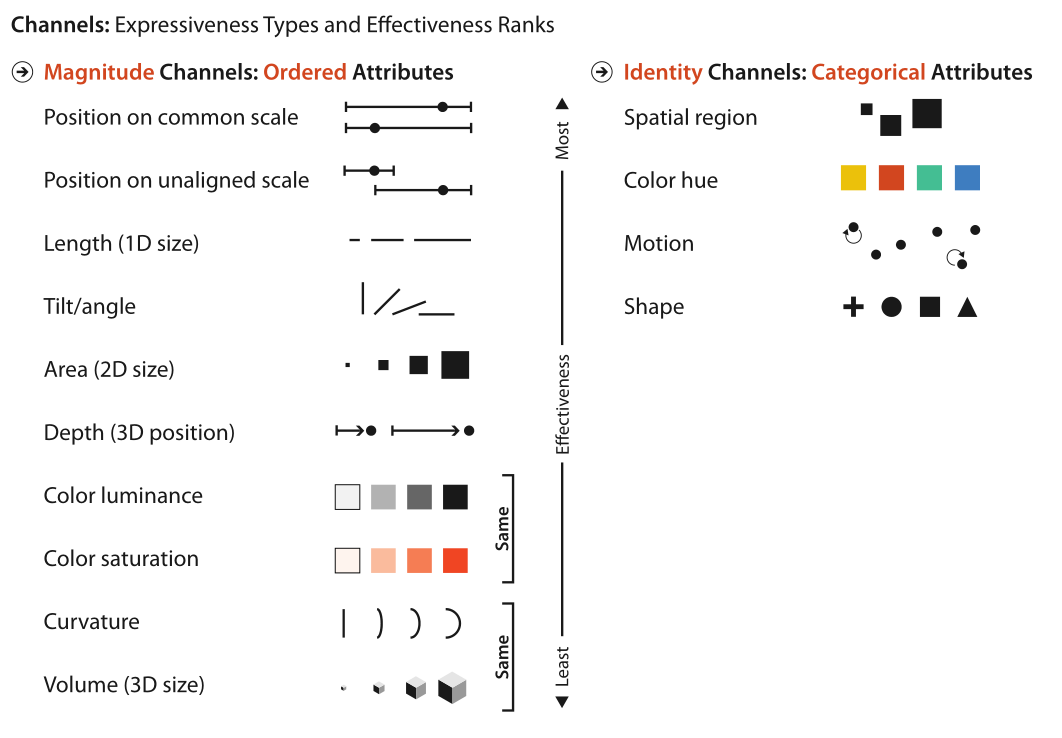 Channels: Expressiveness Types and Effectiveness Ranks
Magnitude Channels: Ordered Attributes
Position on common scale
Position on unaligned scale
Length (1D size)
Tilt/angle
Area (2D size)
Depth (3D position)
Color luminance
Color saturation
Curvature
Volume (3D size)
Same
Same
Most
Effectiveness
Least
Identity Channels: Categorical Attributes
Spatial region
Color hue
Motion
Shape